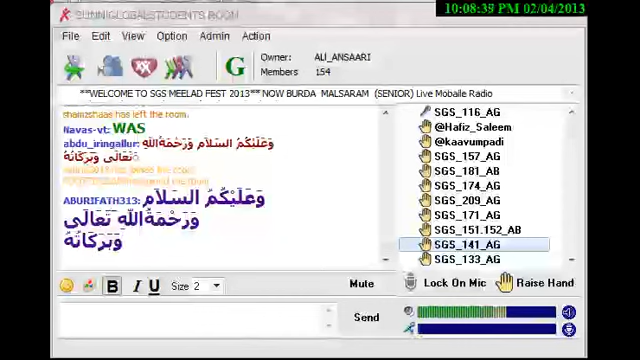 SUNNIGLOBALSTUDENTS ROOM
10:08:39 PM 02/04/2013
File Edit View Option Admin Action
G
Owner: ALI_ANSAARI
Members 154
**WELCOME TO SGS MEELAD FEST 2013** NOW BURDA MALSARAM (SENIOR) Live Mobaile Radio
shamzshaas has left the room.
Navas-vt: WAS
abdu_iringallur: وَعَلَيْكُمُ السَلاَم وَرَحْمَةُاللهِ
تَعَالَى وَبَرَكَاتُهُ
ABURIFATH313: وَعَلَيْكُمُ السَلاَم
وَرَحْمَةُاللهِ تَعَالَى
وَبَرَكَاتُهُ
SGS_116_AG
@Hafiz_Saleem
@kaavumpadi
SGS_157_AG
SGS_181_AB
SGS_174_AG
SGS_209_AG
SGS_171_AG
SGS_151.152_AB
SGS_141_AG
SGS_133_AG
B I U Size 2 Mute
Lock On Mic Raise Hand
Send